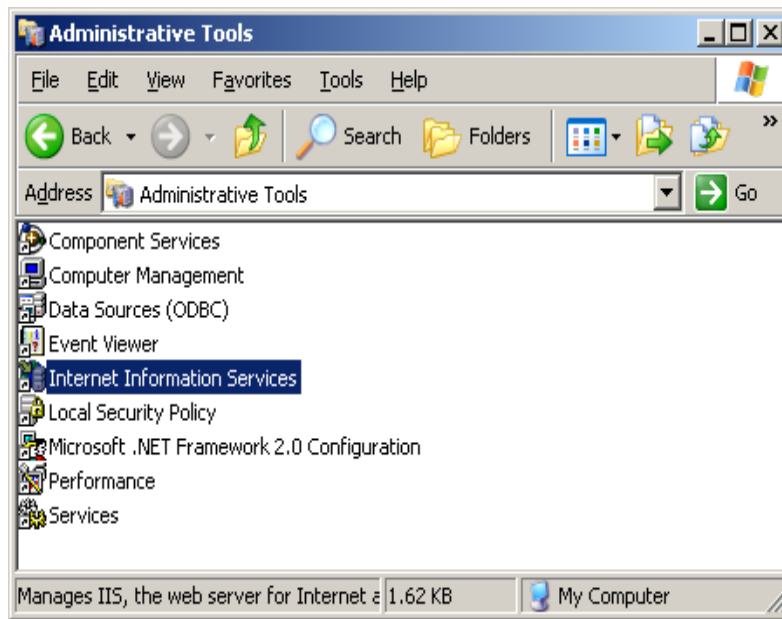 Administrative Tools
File Edit View Favorites Tools Help
Back Search Folders »
Address Administrative Tools Go
Component Services
Computer Management
Data Sources (ODBC)
Event Viewer
Internet Information Services
Local Security Policy
Microsoft .NET Framework 2.0 Configuration
Performance
Services
Manages IIS, the web server for Internet a 1.62 KB My Computer